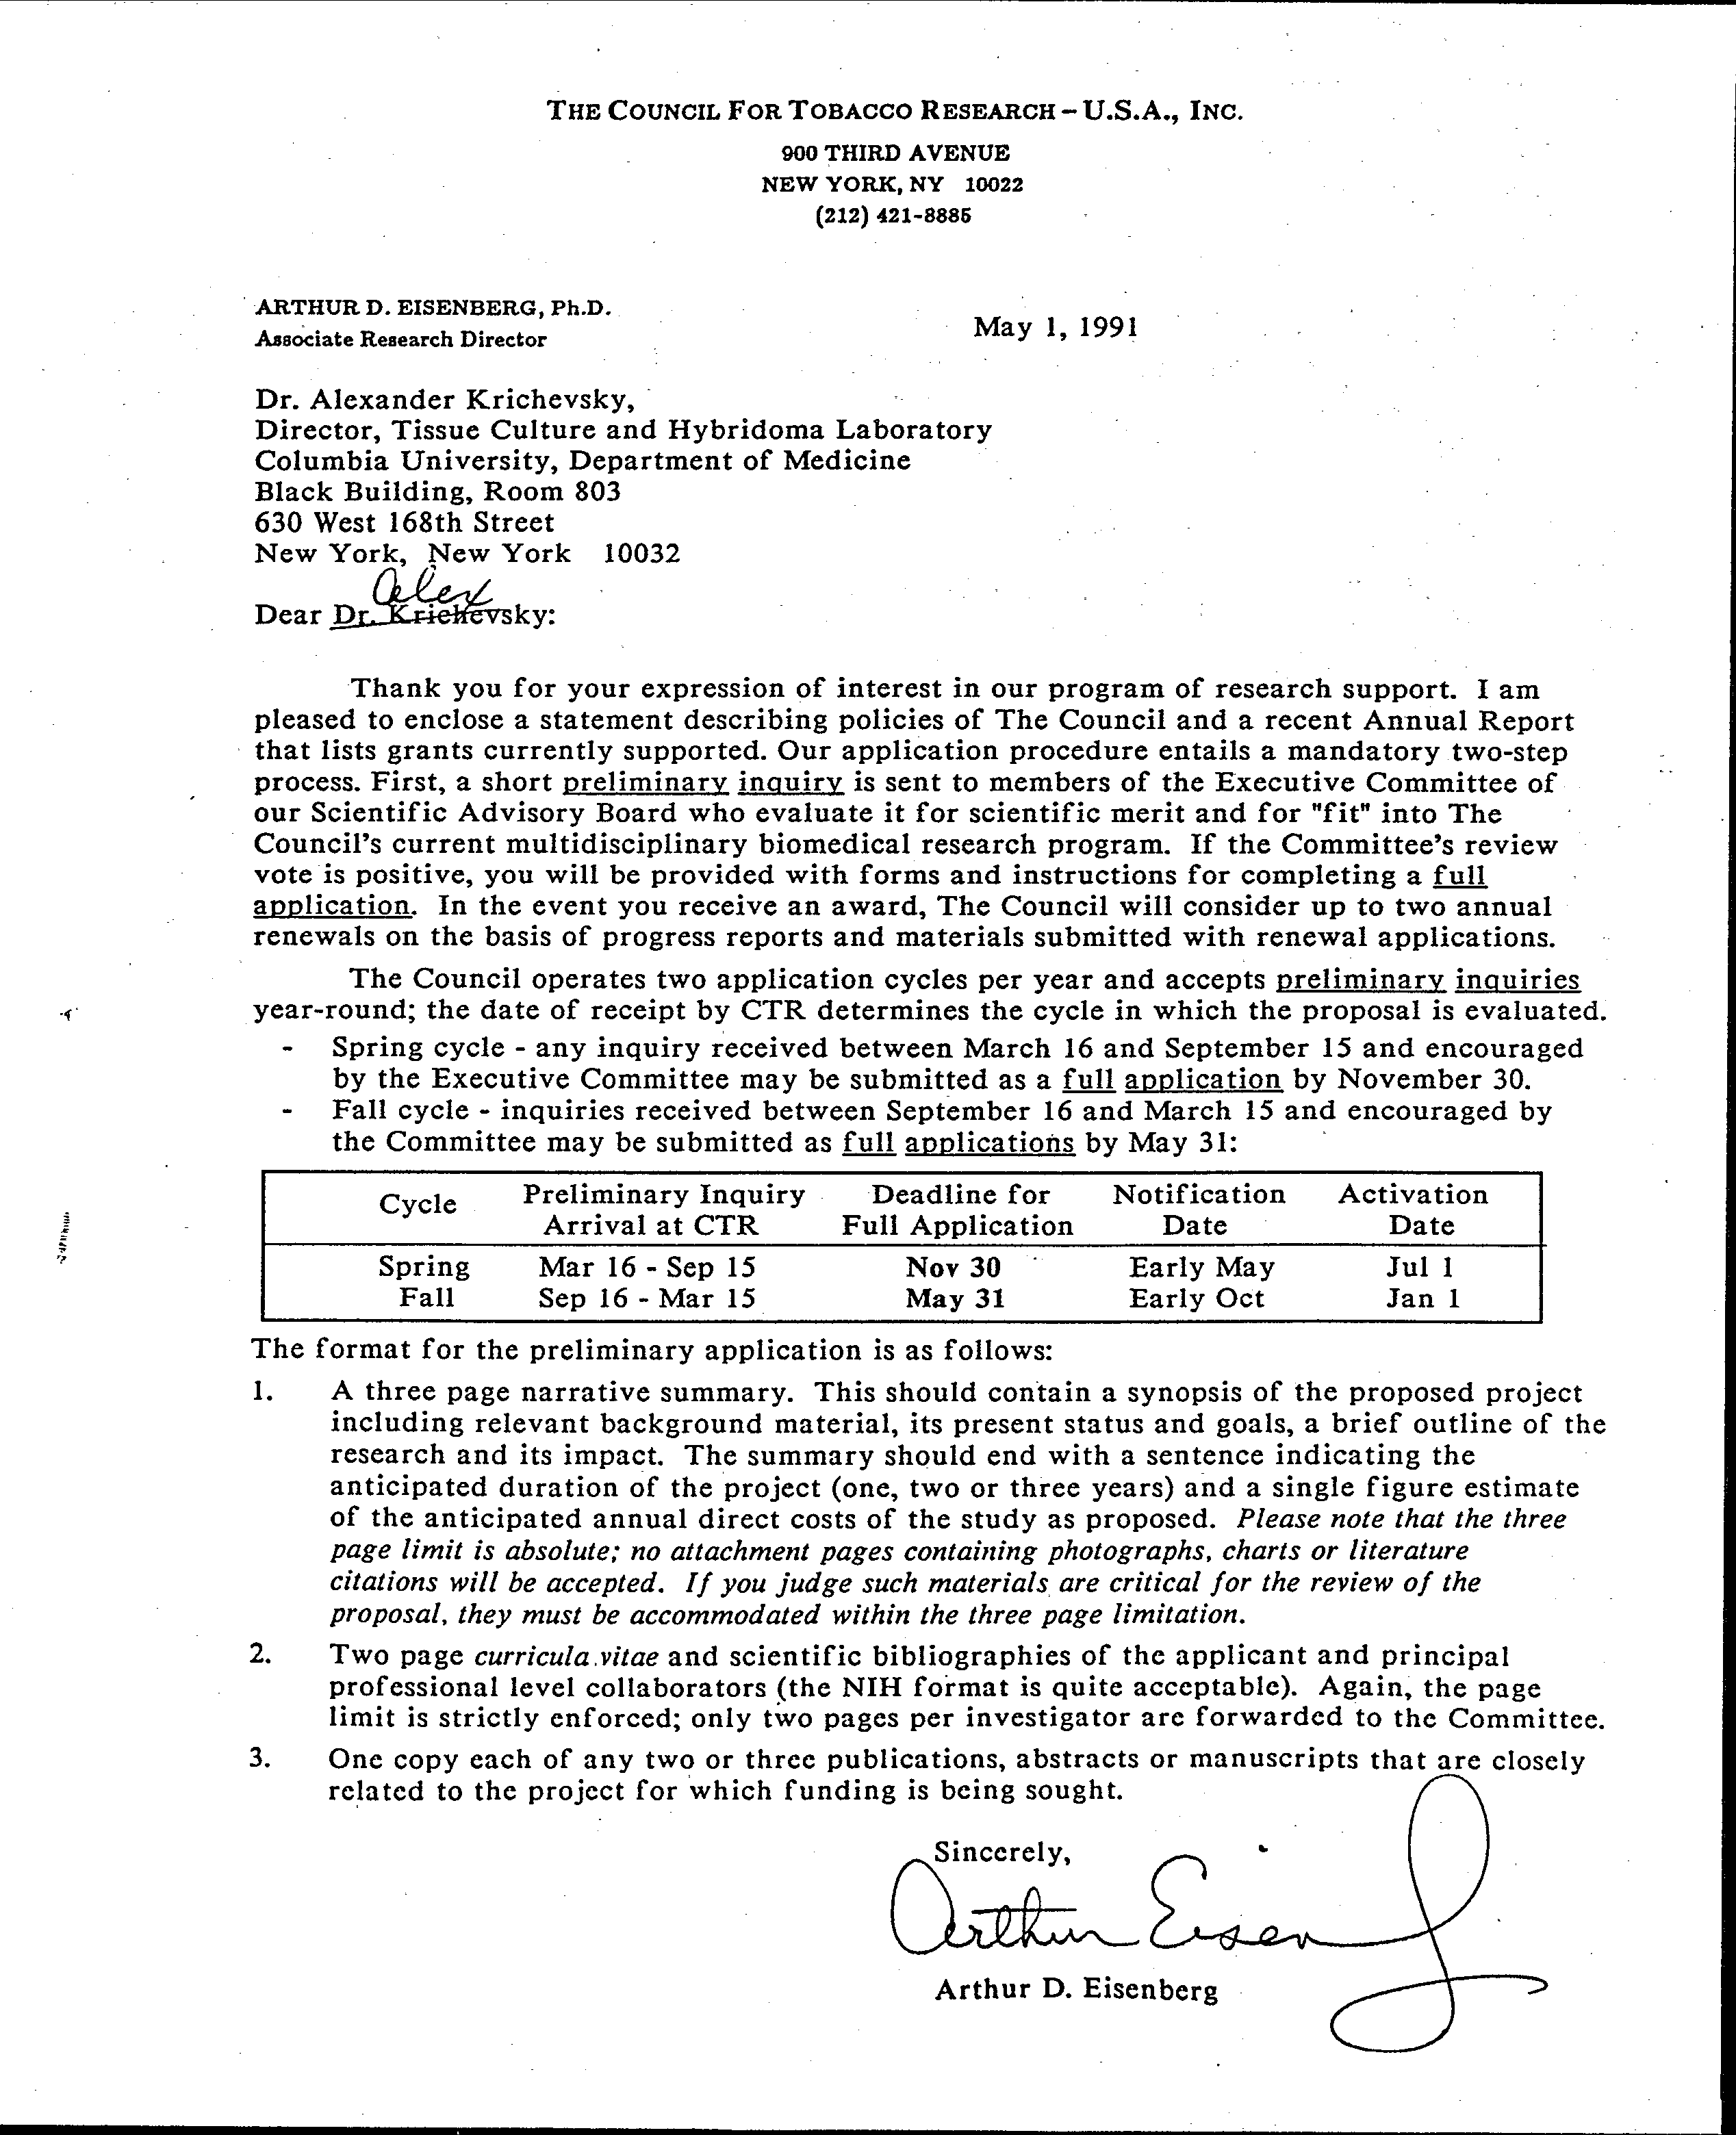 THE COUNCIL FOR TOBACCO RESEARCH – U.S.A., INC.
900 THIRD AVENUE
NEW YORK, NY 10022
(212) 421-8885
ARTHUR D. EISENBERG, Ph.D.
Associate Research Director
May 1, 1991
Dr. Alexander Krichevsky,
Director, Tissue Culture and Hybridoma Laboratory
Columbia University, Department of Medicine
Black Building, Room 803
630 West 168th Street
New York, New York 10032
Alex
Dear Dr. Krichevsky:
Thank you for your expression of interest in our program of research support. I am
pleased to enclose a statement describing policies of The Council and a recent Annual Report
that lists grants currently supported. Our application procedure entails a mandatory two-step
process. First, a short preliminary inquiry is sent to members of the Executive Committee of
our Scientific Advisory Board who evaluate it for scientific merit and for "fit" into The
Council's current multidisciplinary biomedical research program. If the Committee's review
vote is positive, you will be provided with forms and instructions for completing a full
application. In the event you receive an award, The Council will consider up to two annual
renewals on the basis of progress reports and materials submitted with renewal applications.
The Council operates two application cycles per year and accepts preliminary inquiries
year-round; the date of receipt by CTR determines the cycle in which the proposal is evaluated.
- Spring cycle - any inquiry received between March 16 and September 15 and encouraged
by the Executive Committee may be submitted as a full application by November 30.
- Fall cycle - inquiries received between September 16 and March 15 and encouraged by
the Committee may be submitted as full applications by May 31:
Cycle Preliminary Inquiry Deadline for Notification Activation
Arrival at CTR Full Application Date Date
Spring Mar 16 - Sep 15 Nov 30 Early May Jul 1
Fall Sep 16 - Mar 15 May 31 Early Oct Jan 1
The format for the preliminary application is as follows:
1. A three page narrative summary. This should contain a synopsis of the proposed project
including relevant background material, its present status and goals, a brief outline of the
research and its impact. The summary should end with a sentence indicating the
anticipated duration of the project (one, two or three years) and a single figure estimate
of the anticipated annual direct costs of the study as proposed. Please note that the three
page limit is absolute; no attachment pages containing photographs, charts or literature
citations will be accepted. If you judge such materials are critical for the review of the
proposal, they must be accommodated within the three page limitation.
2. Two page curricula vitae and scientific bibliographies of the applicant and principal
professional level collaborators (the NIH format is quite acceptable). Again, the page
limit is strictly enforced; only two pages per investigator are forwarded to the Committee.
3. One copy each of any two or three publications, abstracts or manuscripts that are closely
related to the project for which funding is being sought.
Sincerely,
Arthur Eisen
Arthur D. Eisenberg